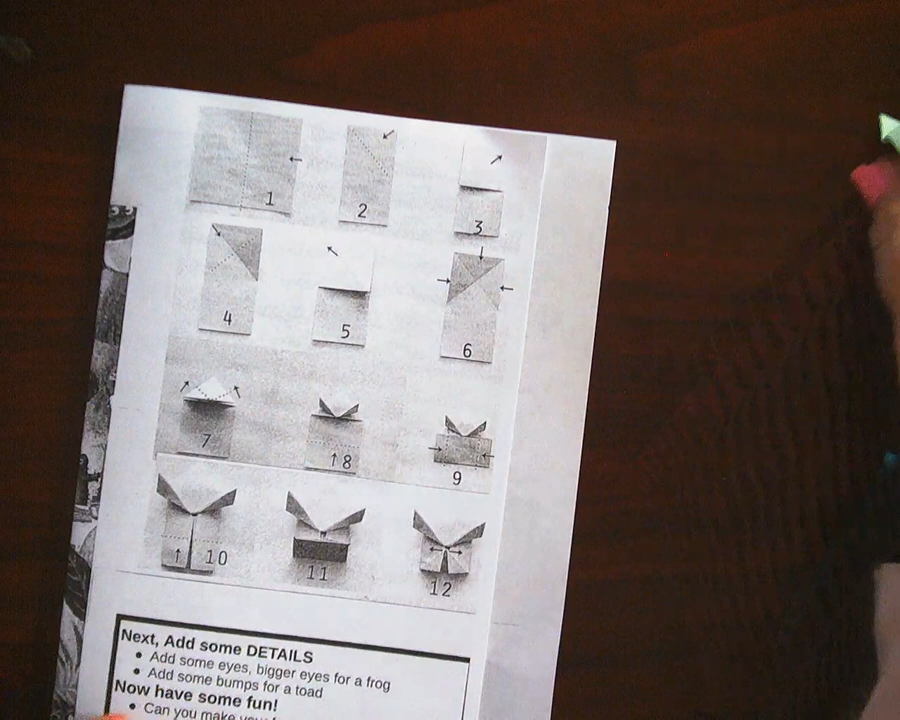 1
2
3
4
5
6
7
8
9
10
11
12
Next, Add some DETAILS
• Add some eyes, bigger eyes for a frog
• Add some bumps for a toad
Now have some fun!
• Can you make your